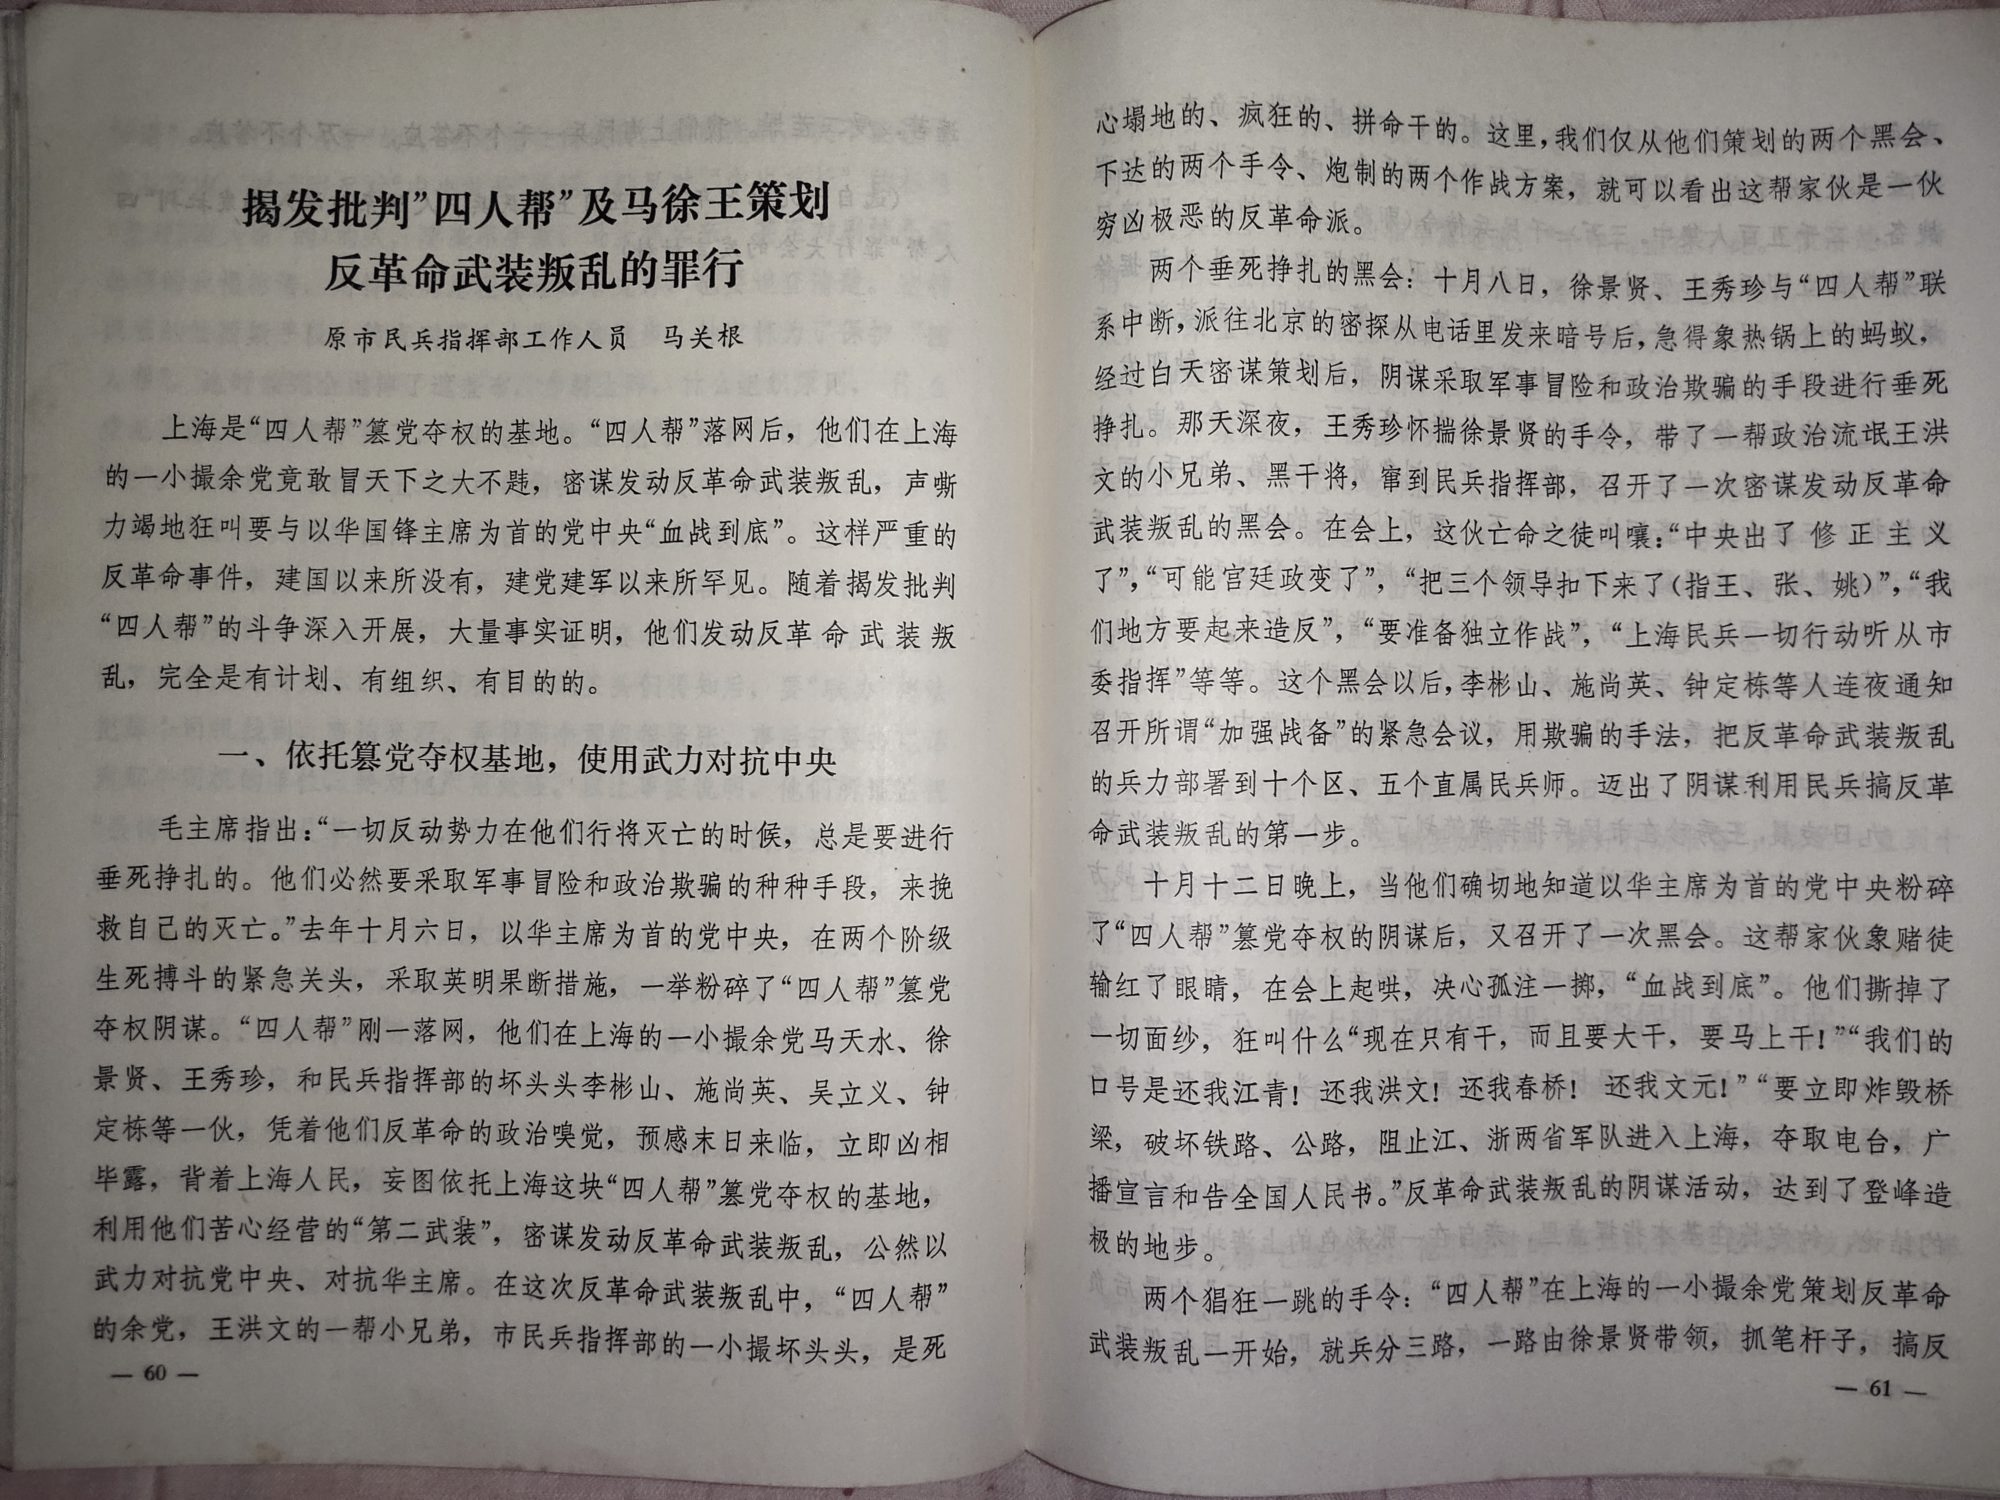 揭发批判”四人帮”及马徐王策划
反革命武装叛乱的罪行
原市民兵指挥部工作人员　马关根
上海是“四人帮”篡党夺权的基地。“四人帮”落网后，他们在上海
的一小撮余党竟敢冒天下之大不韪，密谋发动反革命武装叛乱，声嘶
力竭地狂叫要与以华国锋主席为首的党中央“血战到底”。这样严重的
反革命事件，建国以来所没有，建党建军以来所罕见。随着揭发批判
“四人帮”的斗争深入开展，大量事实证明，他们发动反革命武装叛
乱，完全是有计划、有组织、有目的的。
一、依托篡党夺权基地，使用武力对抗中央
毛主席指出：“一切反动势力在他们行将灭亡的时候，总是要进行
垂死挣扎的。他们必然要采取军事冒险和政治欺骗的种种手段，来挽
救自己的灭亡。”去年十月六日，以华主席为首的党中央，在两个阶级
生死搏斗的紧急关头，采取英明果断措施，一举粉碎了“四人帮”篡党
夺权阴谋。“四人帮”刚一落网，他们在上海的一小撮余党马天水、徐
景贤、王秀珍，和民兵指挥部的坏头头李彬山、施尚英、吴立义、钟
定栋等一伙，凭着他们反革命的政治嗅觉，预感末日来临，立即凶相
毕露，背着上海人民，妄图依托上海这块“四人帮”篡党夺权的基地，
利用他们苦心经营的“第二武装”，密谋发动反革命武装叛乱，公然以
武力对抗党中央、对抗华主席。在这次反革命武装叛乱中，“四人帮”
的余党，王洪文的一帮小兄弟，市民兵指挥部的一小撮坏头头，是死
— 60 —
心塌地的、疯狂的、拼命干的。这里，我们仅从他们策划的两个黑会、
下达的两个手令、炮制的两个作战方案，就可以看出这帮家伙是一伙
穷凶极恶的反革命派。
两个垂死挣扎的黑会：十月八日，徐景贤、王秀珍与“四人帮”联
系中断，派往北京的密探从电话里发来暗号后，急得象热锅上的蚂蚁，
经过白天密谋策划后，阴谋采取军事冒险和政治欺骗的手段进行垂死
挣扎。那天深夜，王秀珍怀揣徐景贤的手令，带了一帮政治流氓王洪
文的小兄弟、黑干将，窜到民兵指挥部，召开了一次密谋发动反革命
武装叛乱的黑会。在会上，这伙亡命之徒叫嚷：“中央出了修正主义
了”，“可能宫廷政变了”，“把三个领导扣下来了（指王、张、姚）”，“我
们地方要起来造反”，“要准备独立作战”，“上海民兵一切行动听从市
委指挥”等等。这个黑会以后，李彬山、施尚英、钟定栋等人连夜通知
召开所谓“加强战备”的紧急会议，用欺骗的手法，把反革命武装叛乱
的兵力部署到十个区、五个直属民兵师。迈出了阴谋利用民兵搞反革
命武装叛乱的第一步。
十月十二日晚上，当他们确切地知道以华主席为首的党中央粉碎
了“四人帮”篡党夺权的阴谋后，又召开了一次黑会。这帮家伙象赌徒
输红了眼睛，在会上起哄，决心孤注一掷，“血战到底”。他们撕掉了
一切面纱，狂叫什么“现在只有干，而且要大干，要马上干！”“我们的
口号是还我江青！还我洪文！还我春桥！还我文元！”“要立即炸毁桥
梁，破坏铁路、公路，阻止江、浙两省军队进入上海，夺取电台，广
播宣言和告全国人民书。”反革命武装叛乱的阴谋活动，达到了登峰造
极的地步。
两个猖狂一跳的手令：“四人帮”在上海的一小撮余党策划反革命
武装叛乱一开始，就兵分三路，一路由徐景贤带领，抓笔杆子，搞反
— 61 —